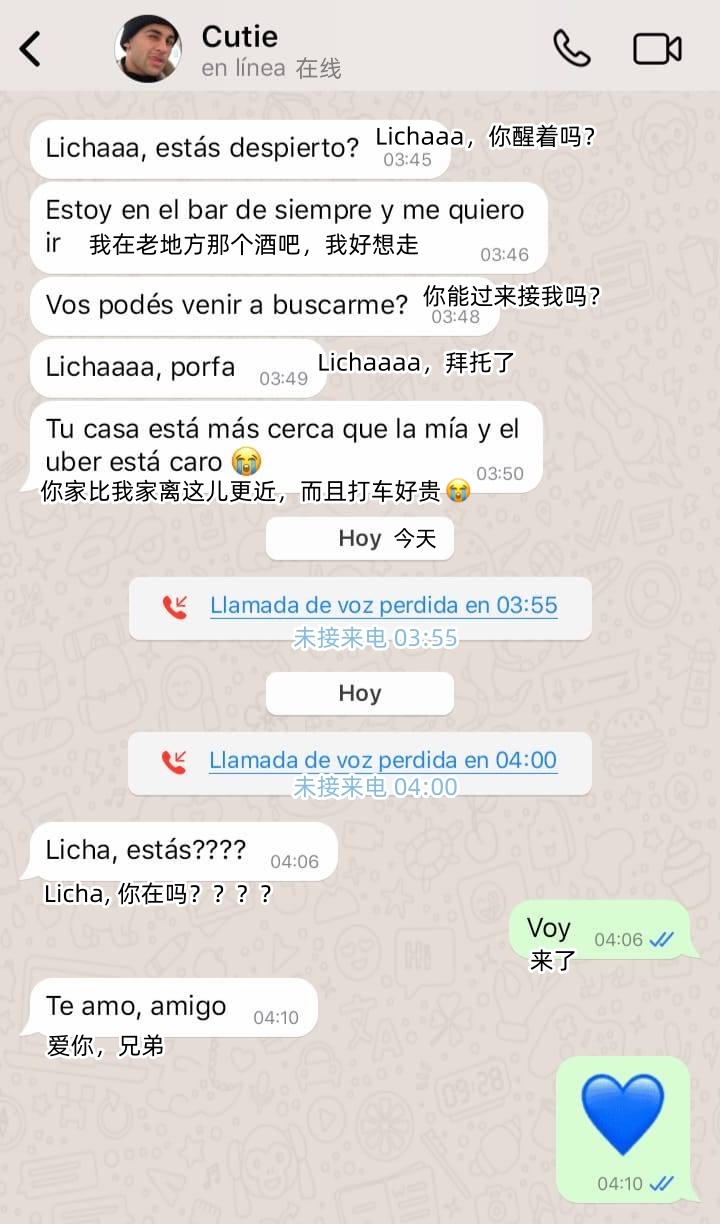 Cutie
en línea 在线
Lichaaa, estás despierto?
Lichaaa，你醒着吗？
03:45
Estoy en el bar de siempre y me quiero
ir 我在老地方那个酒吧，我好想走
03:46
Vos podés venir a buscarme?
你能过来接我吗？
03:48
Lichaaaa, porfa
Lichaaaa，拜托了
03:49
Tu casa está más cerca que la mía y el
uber está caro 😭
03:50
你家比我家离这儿更近，而且打车好贵😭
Hoy 今天
Llamada de voz perdida en 03:55
未接来电 03:55
Hoy
Llamada de voz perdida en 04:00
未接来电 04:00
Licha, estás????
04:06
Licha, 你在吗？？？？
Voy
04:06
来了
Te amo, amigo
04:10
爱你，兄弟
💙
04:10